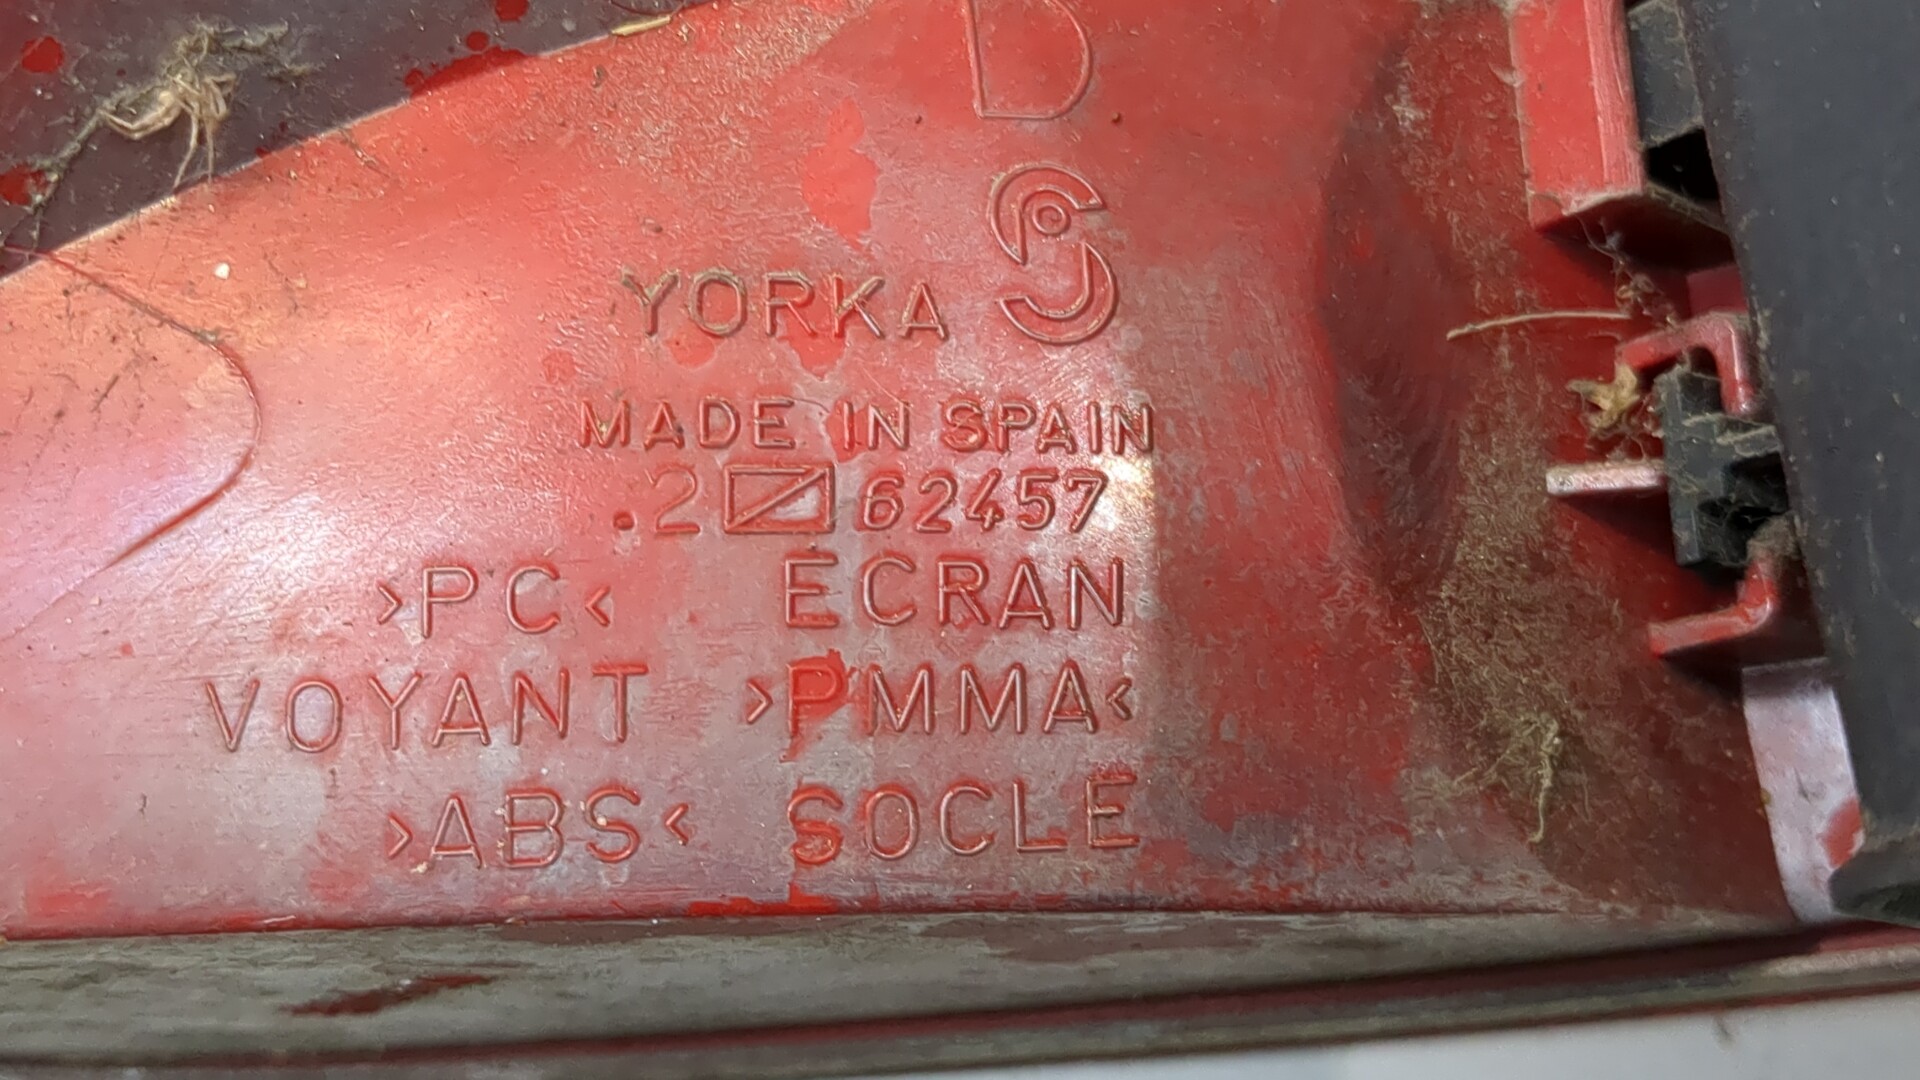 D
YORKA
MADE IN SPAIN
.2 62457
>PC< ECRAN
VOYANT >PMMA<
>ABS< SOCLE